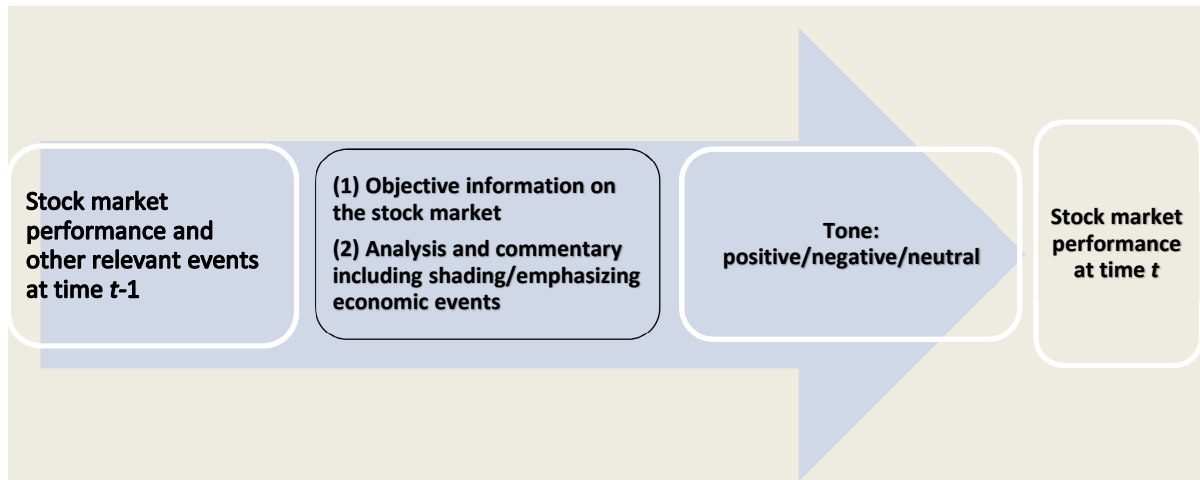 Stock market
performance and
other relevant events
at time t-1
(1) Objective information on
the stock market
(2) Analysis and commentary
including shading/emphasizing
economic events
Tone:
positive/negative/neutral
Stock market
performance
at time t